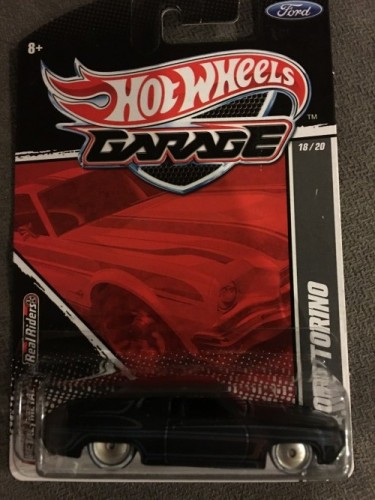 8+
Ford
HOT WHEELS
TM
GARAGE
18/20
TORINO
Real Riders